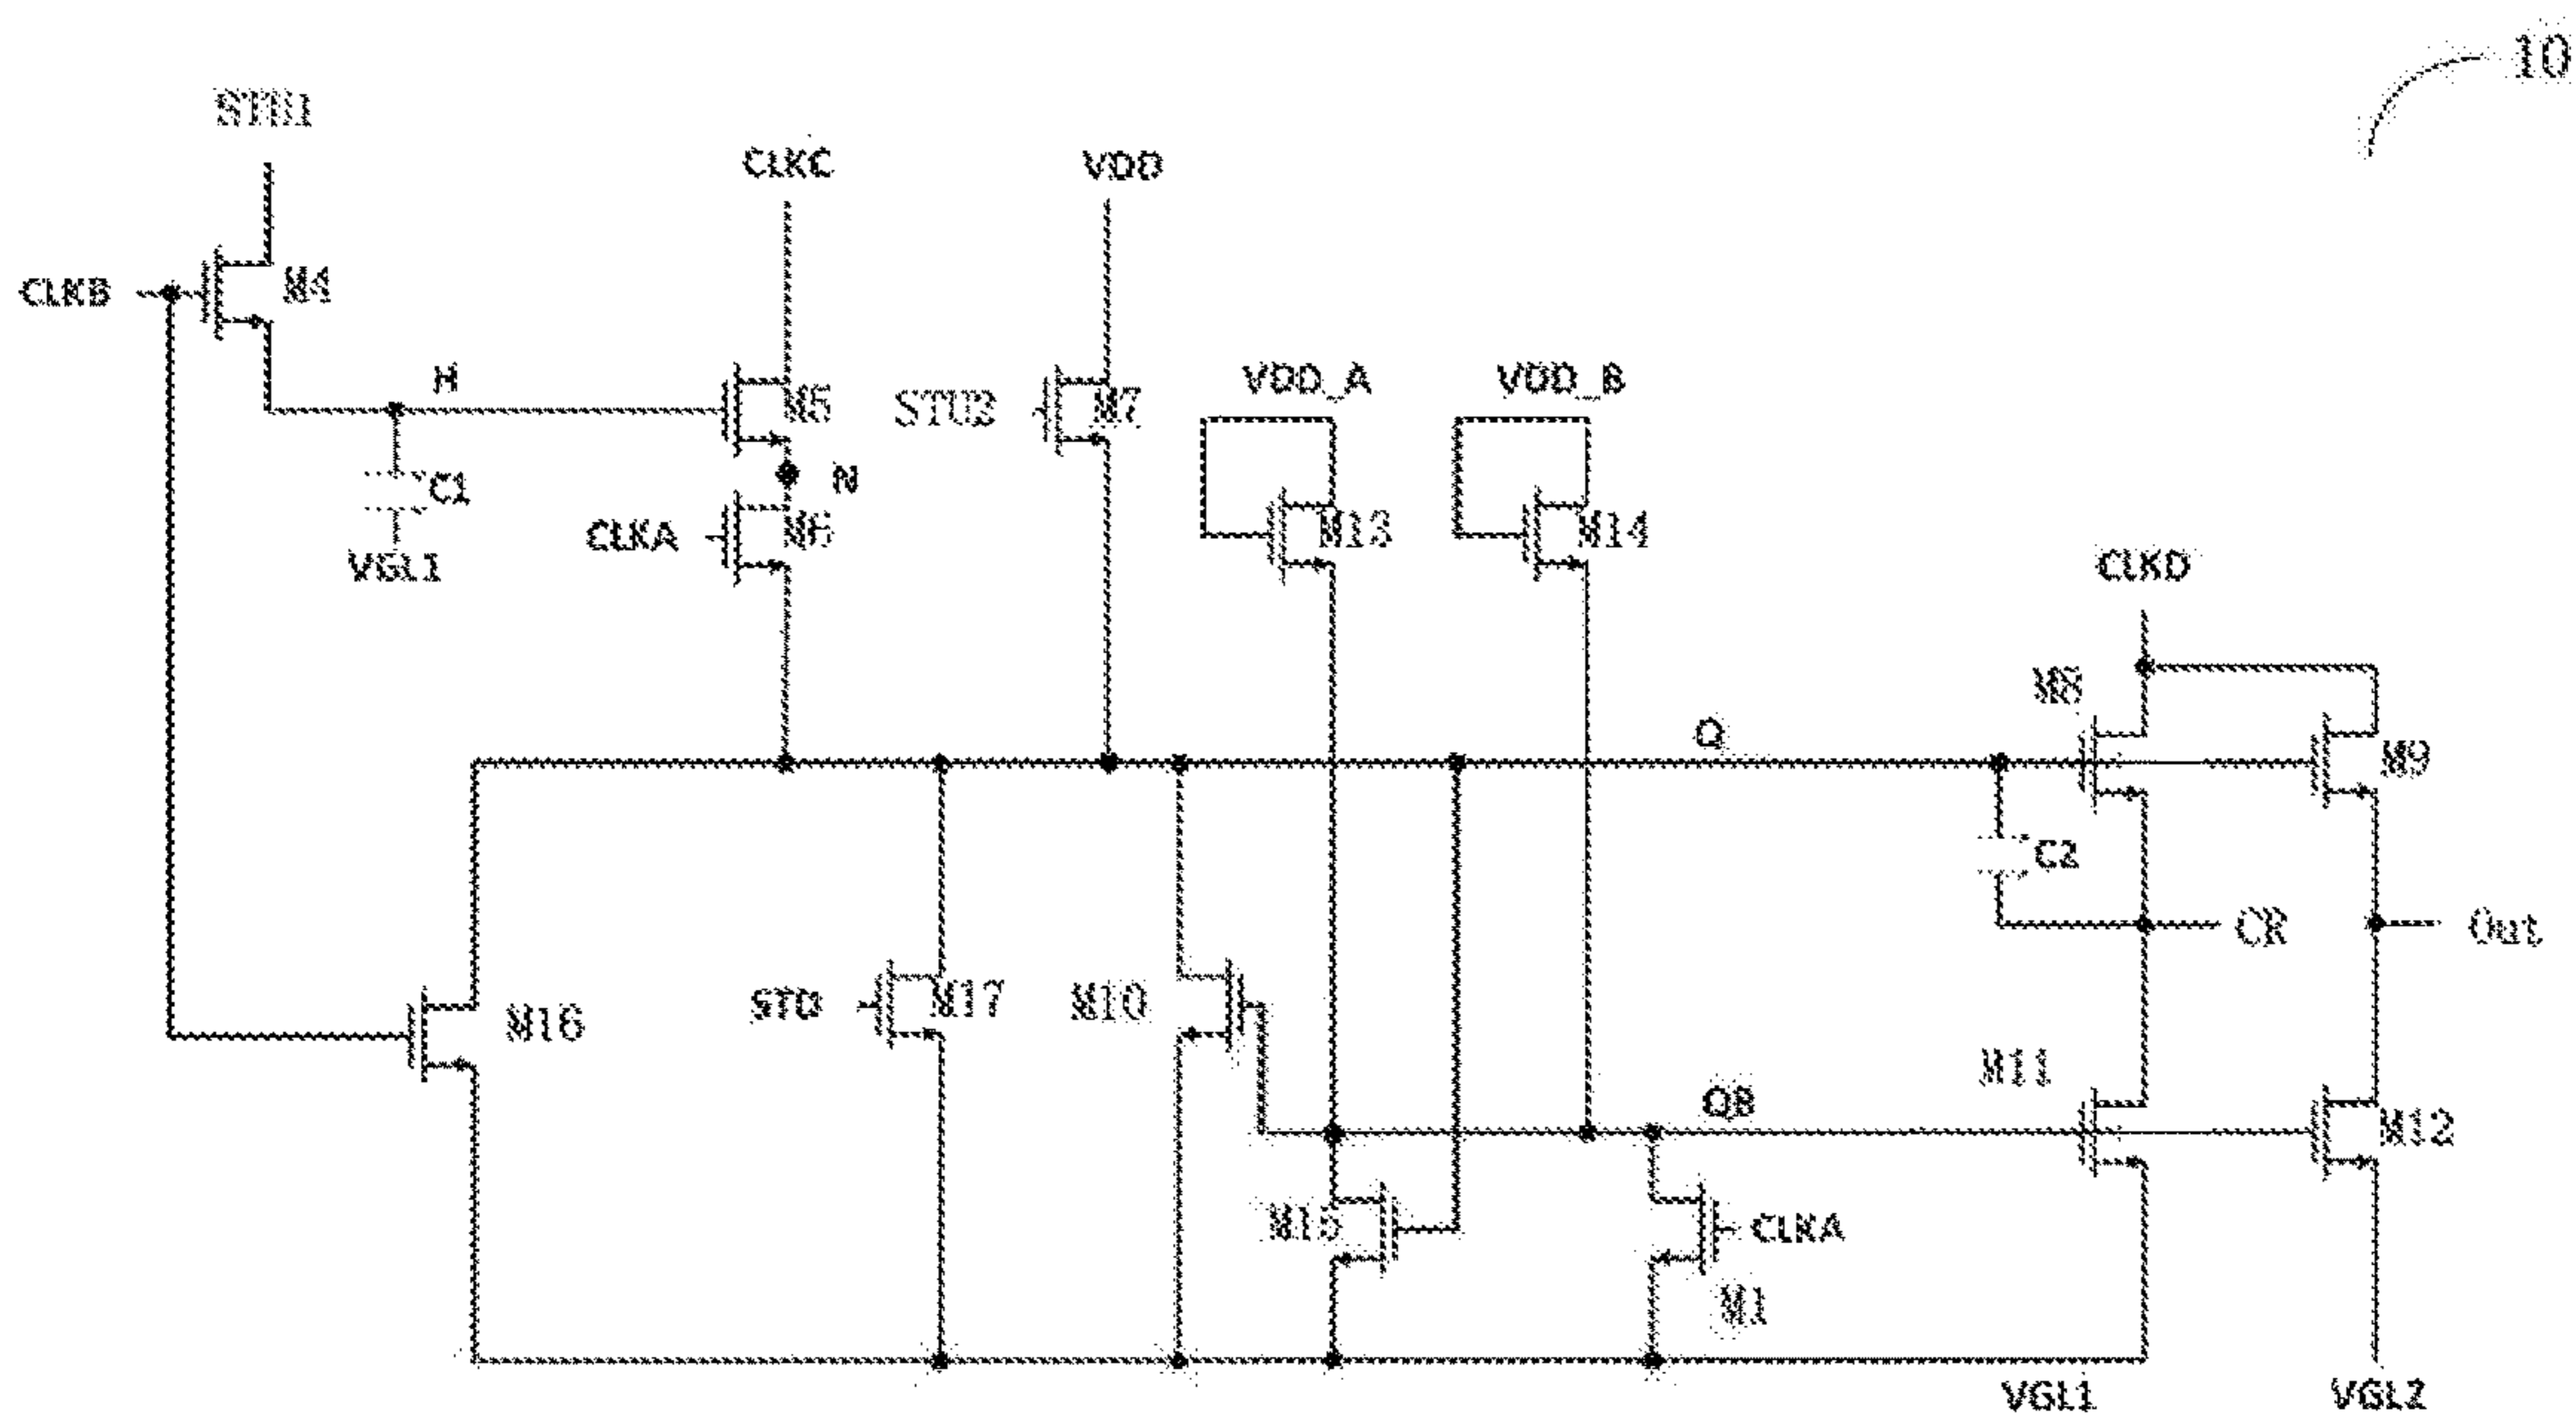 10
CLKC
VDD
CLKB
M4
H
M5
STU2
M7
VDD_A
VDD_B
C1
N
VGL1
CLKA
M6
M13
M14
CLKD
M8
Q
M9
C2
CR
Out
M16
STD
M17
M10
M11
QB
M12
M15
CLKA
M1
VGL1
VGL2